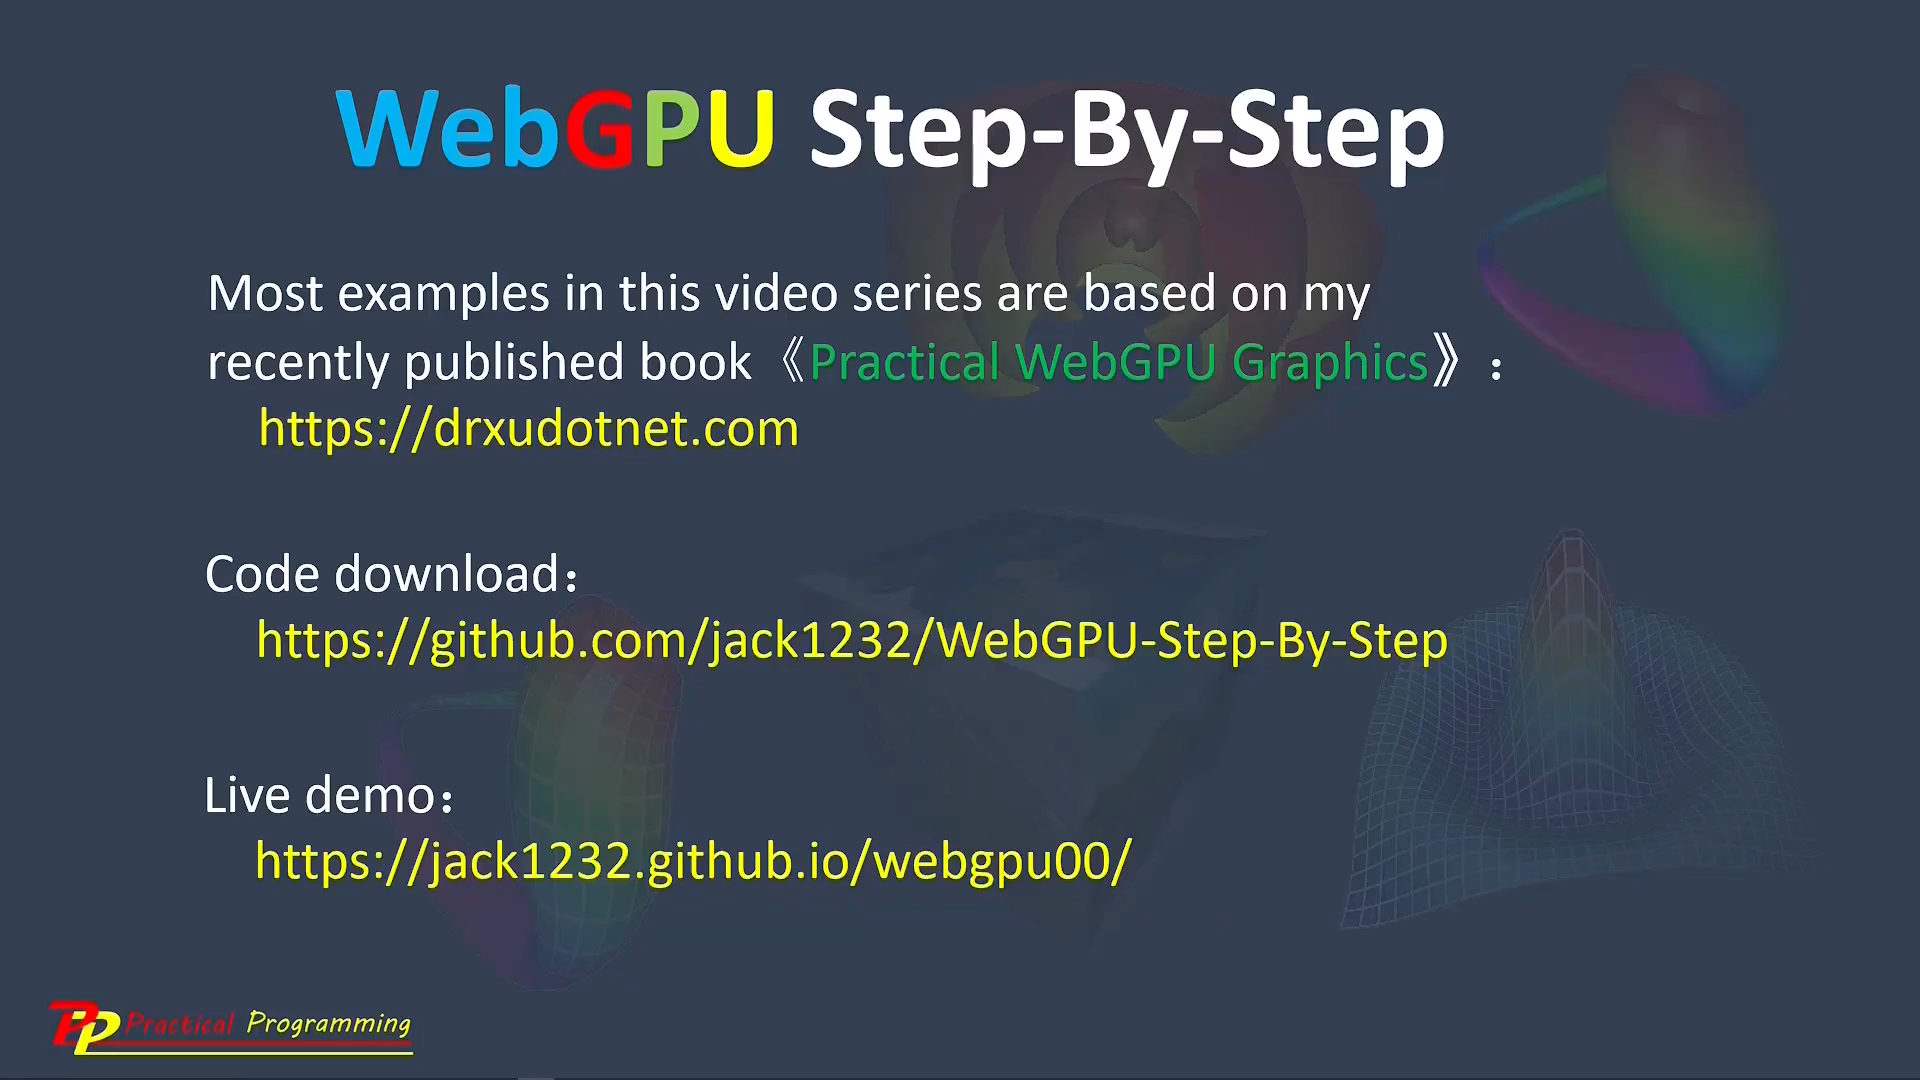 WebGPU Step-By-Step
Most examples in this video series are based on my
recently published book 《Practical WebGPU Graphics》：
https://drxudotnet.com
Code download：
https://github.com/jack1232/WebGPU-Step-By-Step
Live demo：
https://jack1232.github.io/webgpu00/
PP Practical Programming